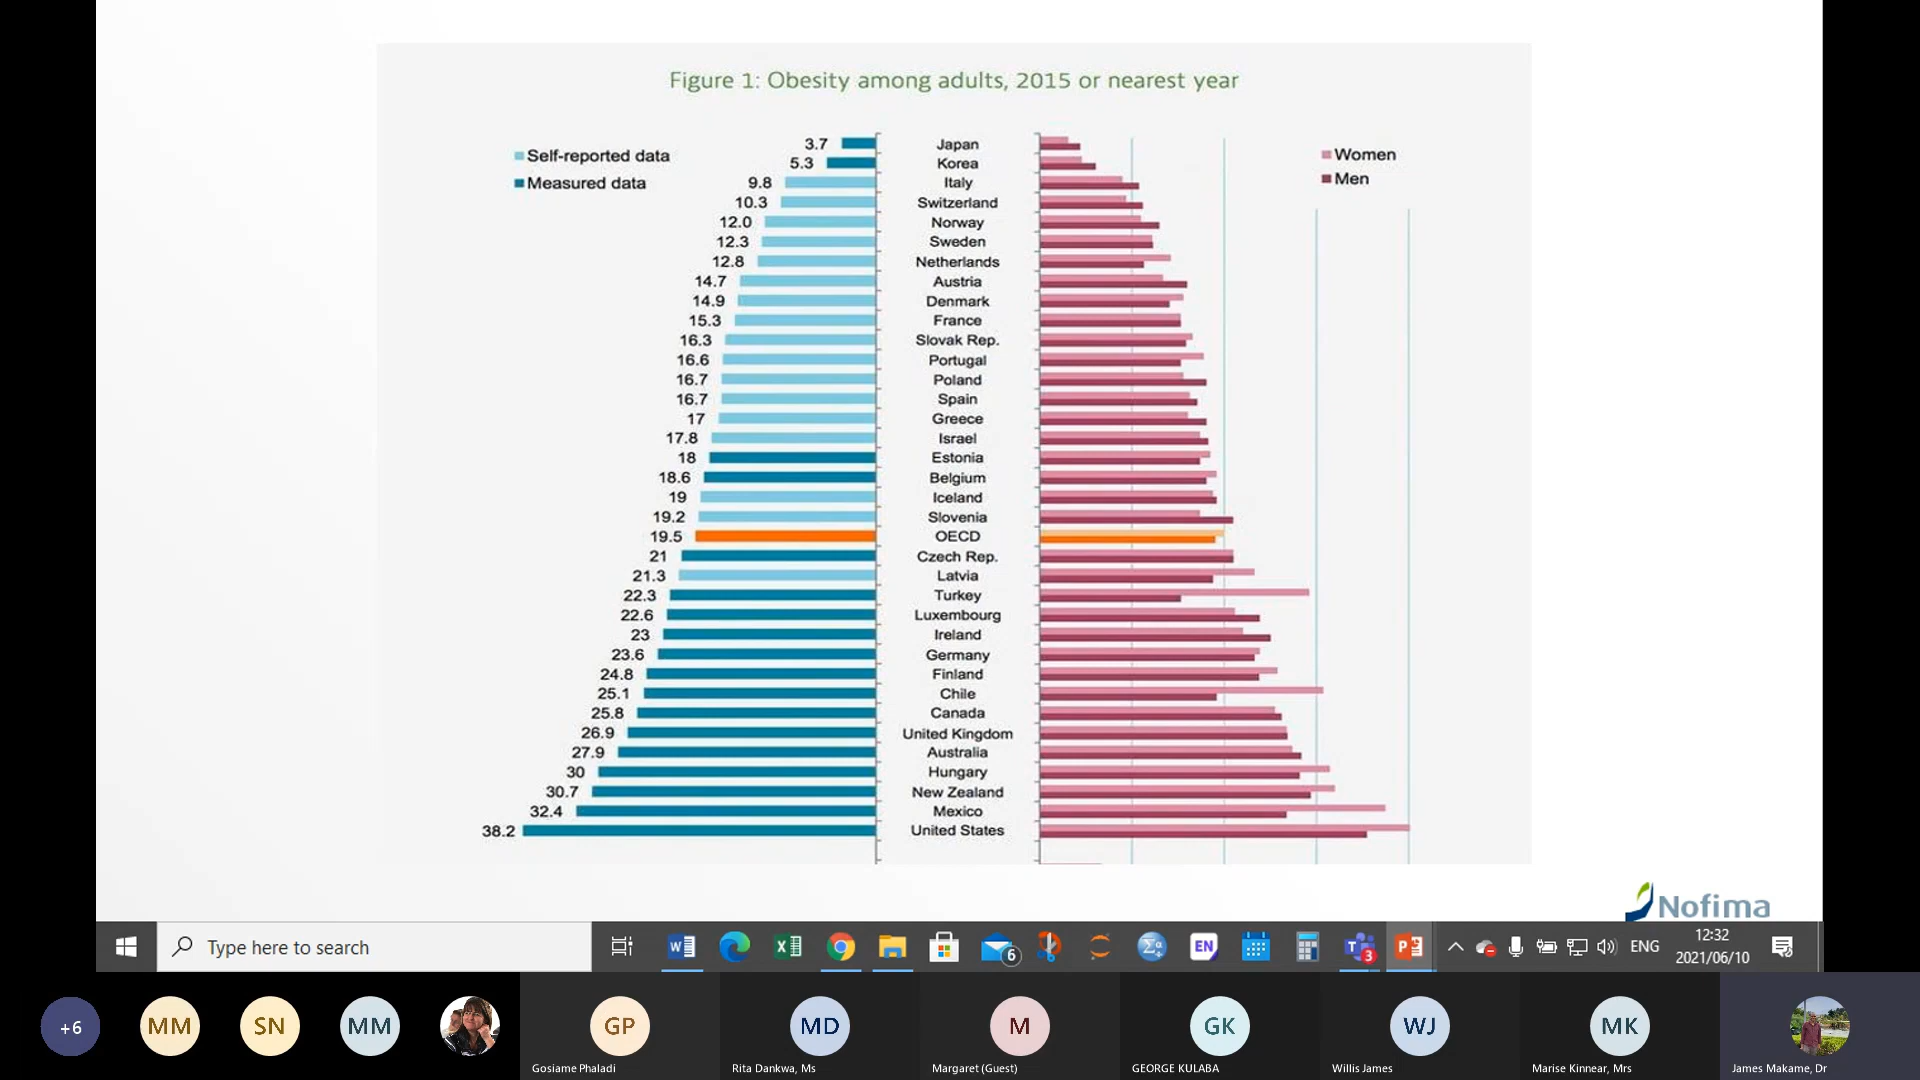 Figure 1: Obesity among adults, 2015 or nearest year
Self-reported data
Measured data
Women
Men
3.7 Japan
5.3 Korea
9.8 Italy
10.3 Switzerland
12.0 Norway
12.3 Sweden
12.8 Netherlands
14.7 Austria
14.9 Denmark
15.3 France
16.3 Slovak Rep.
16.6 Portugal
16.7 Poland
16.7 Spain
17 Greece
17.8 Israel
18 Estonia
18.6 Belgium
19 Iceland
19.2 Slovenia
19.5 OECD
21 Czech Rep.
21.3 Latvia
22.3 Turkey
22.6 Luxembourg
23 Ireland
23.6 Germany
24.8 Finland
25.1 Chile
25.8 Canada
26.9 United Kingdom
27.9 Australia
30 Hungary
30.7 New Zealand
32.4 Mexico
38.2 United States
Nofima
Type here to search
W
X
6
Σα
EN
T
3
P
ENG
12:32
2021/06/10
+6
MM
SN
MM
GP
MD
M
GK
WJ
MK
Gosiame Phaladi
Rita Dankwa, Ms
Margaret (Guest)
GEORGE KULABA
Willis James
Marise Kinnear, Mrs
James Makame, Dr